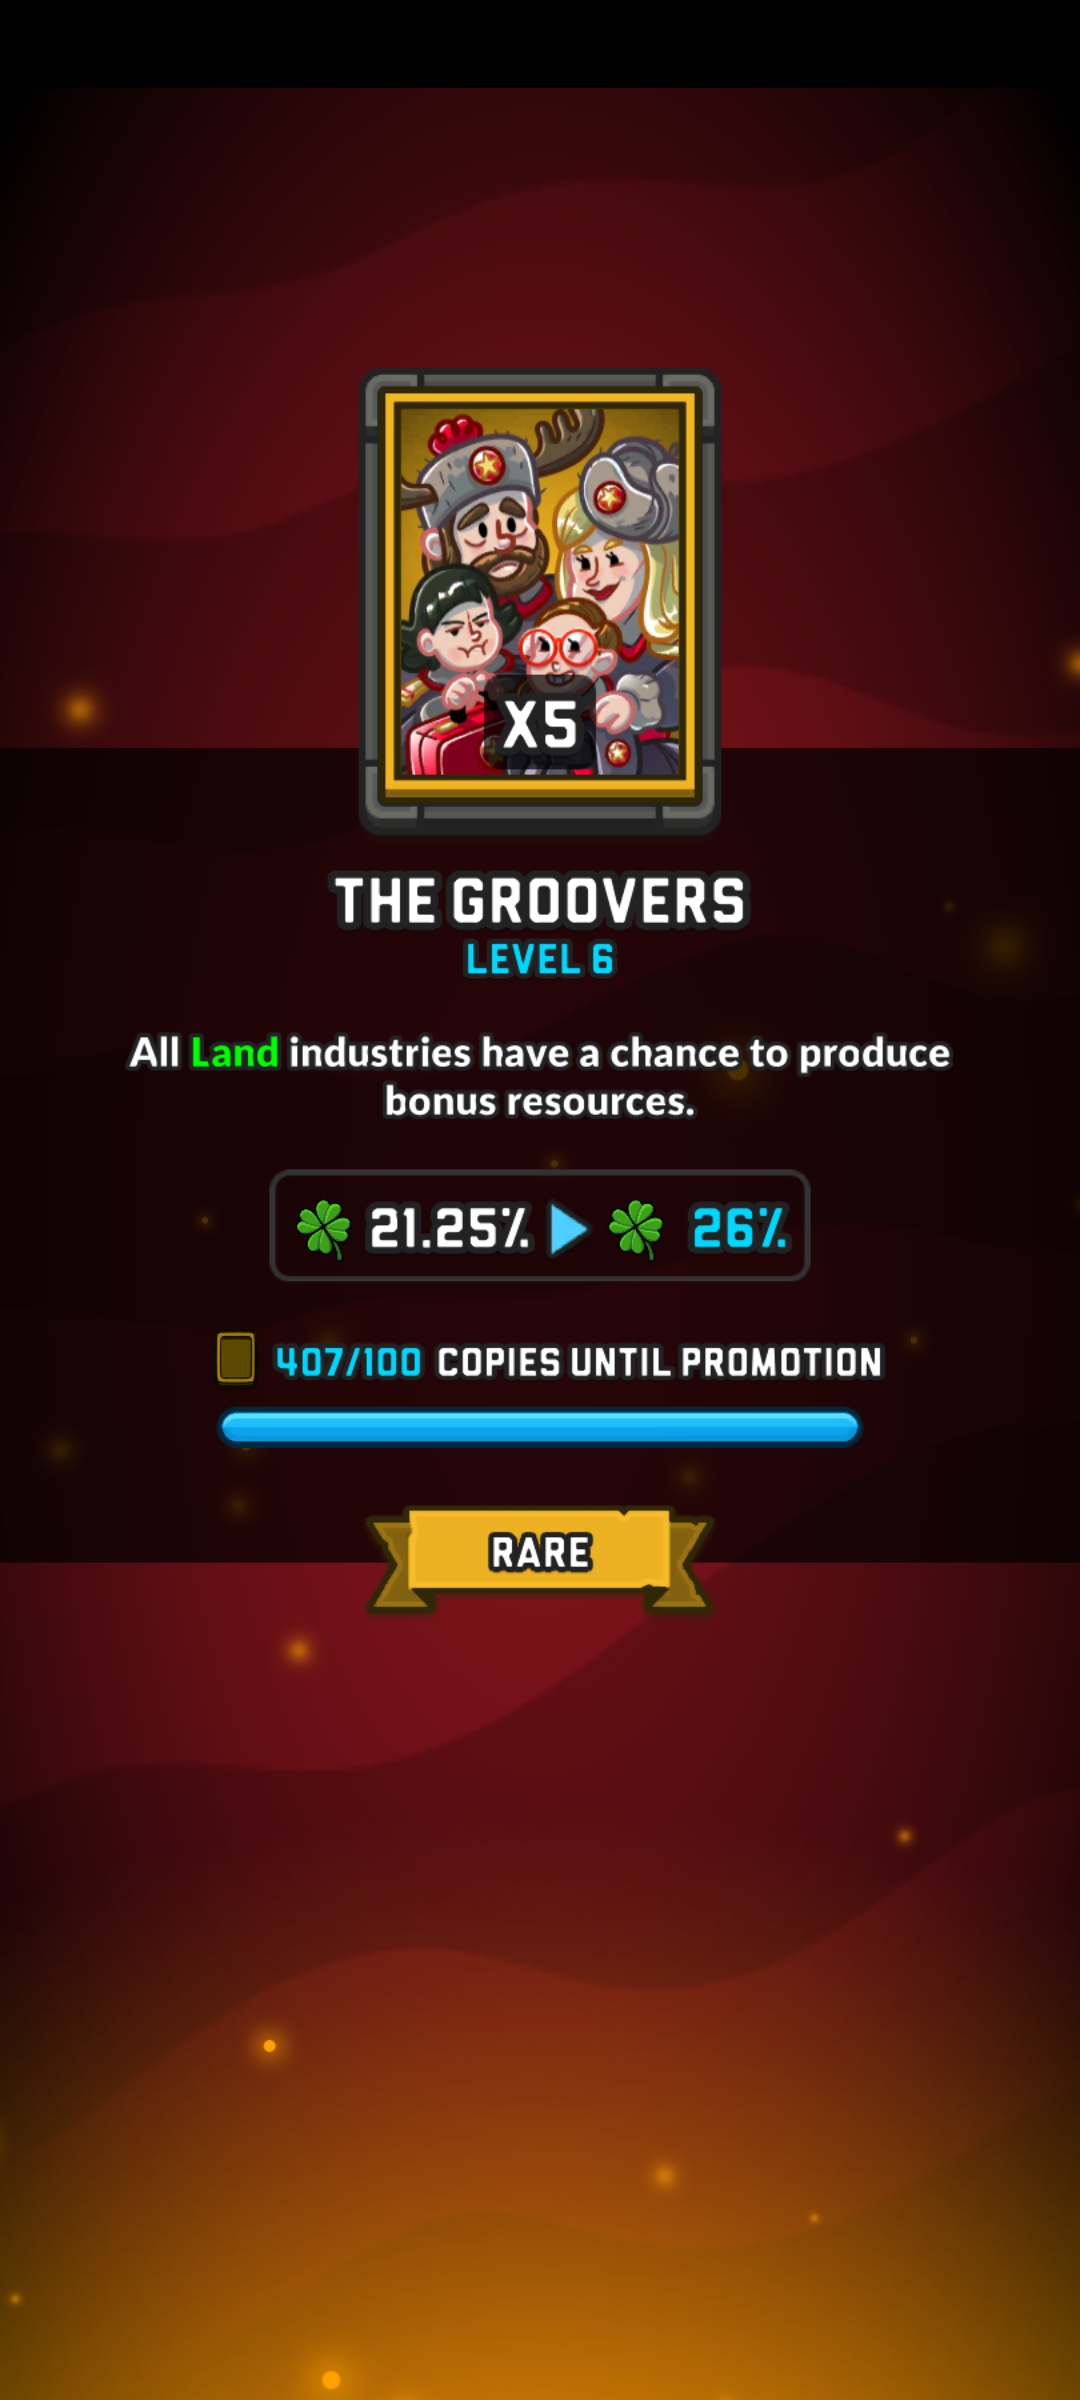 X5
THE GROOVERS
LEVEL 6
All Land industries have a chance to produce
bonus resources.
21.25% 26%
407/100 COPIES UNTIL PROMOTION
RARE